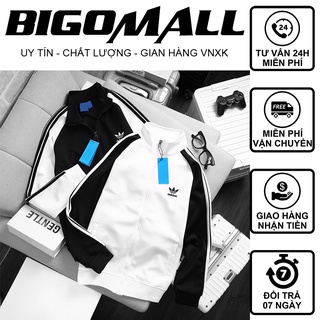 BIGOMALL
UY TÍN - CHẤT LƯỢNG - GIAN HÀNG VNXK
24
TƯ VẤN 24H
MIỄN PHÍ
FREE
MIỄN PHÍ
VẬN CHUYỂN
$
GIAO HÀNG
NHẬN TIỀN
7
ĐỔI TRẢ
07 NGÀY
adidas
GENTLE